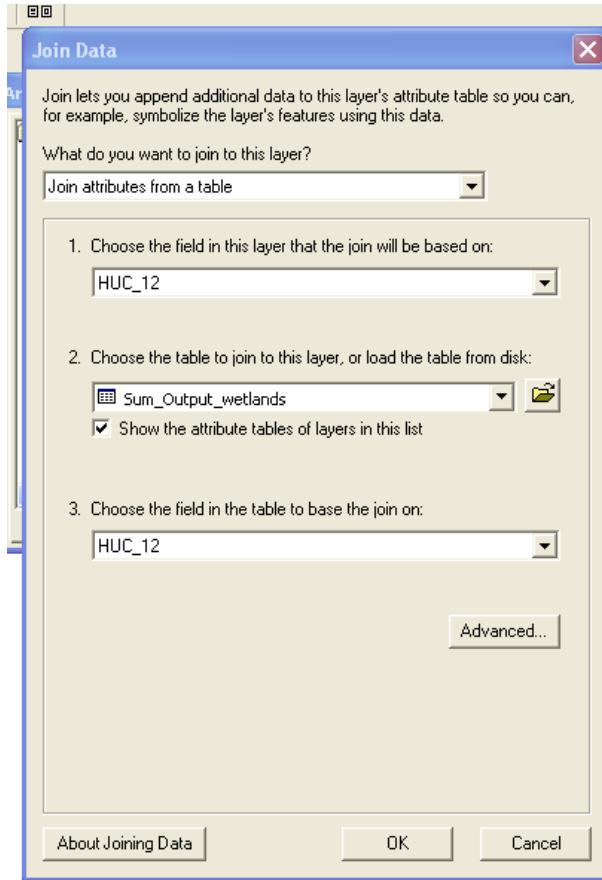 Join Data
Ar
Join lets you append additional data to this layer's attribute table so you can,
for example, symbolize the layer's features using this data.
What do you want to join to this layer?
Join attributes from a table
1. Choose the field in this layer that the join will be based on:
HUC_12
2. Choose the table to join to this layer, or load the table from disk:
Sum_Output_wetlands
Show the attribute tables of layers in this list
3. Choose the field in the table to base the join on:
HUC_12
Advanced...
About Joining Data
OK
Cancel